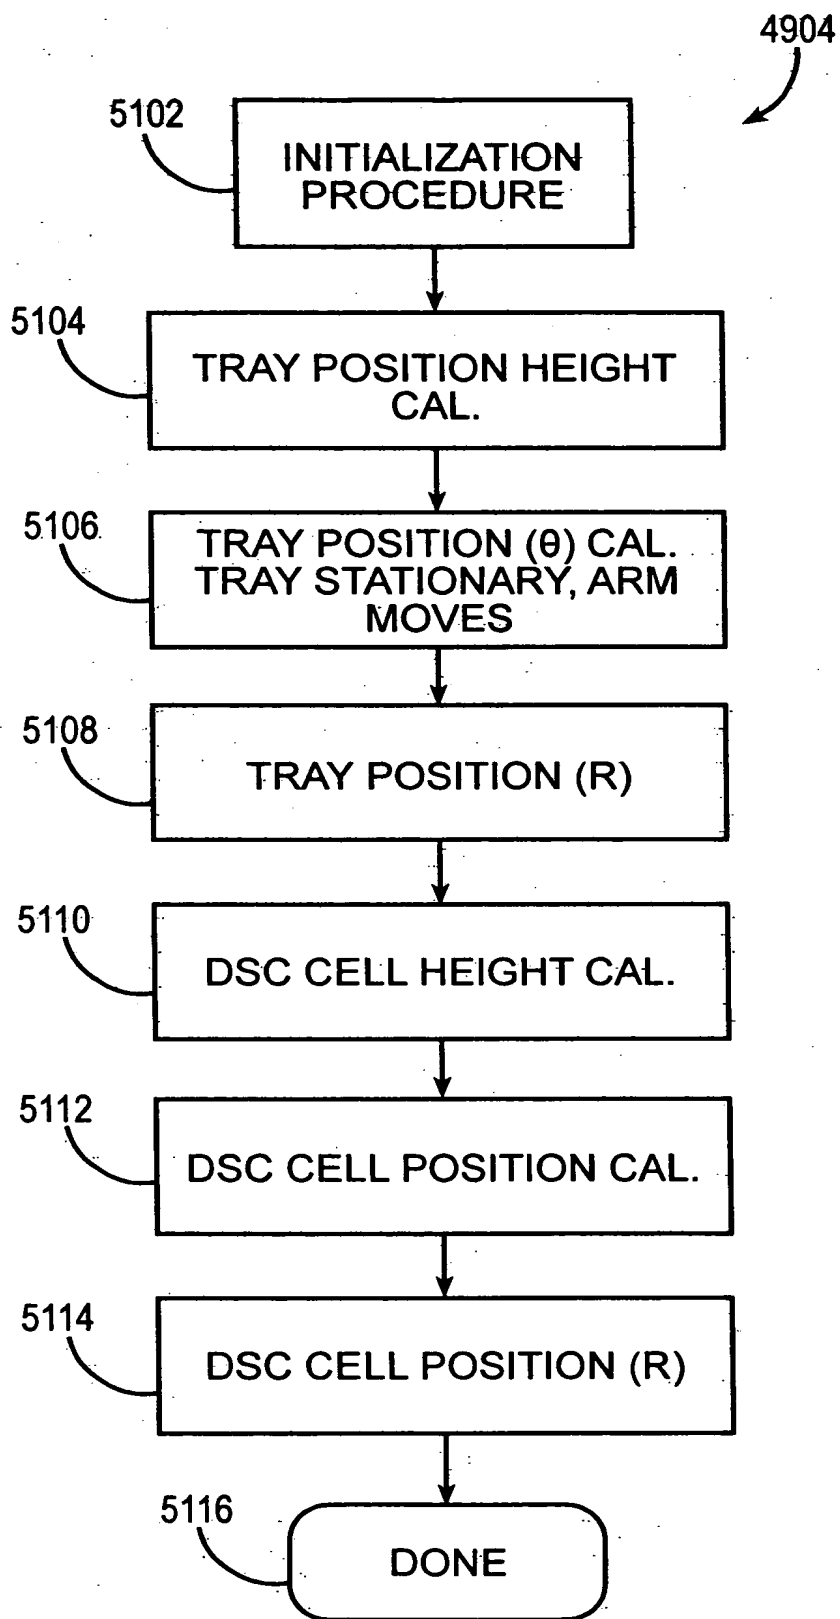 4904
5102
INITIALIZATION
PROCEDURE
5104
TRAY POSITION HEIGHT
CAL.
5106
TRAY POSITION (θ) CAL.
TRAY STATIONARY, ARM
MOVES
5108
TRAY POSITION (R)
5110
DSC CELL HEIGHT CAL.
5112
DSC CELL POSITION CAL.
5114
DSC CELL POSITION (R)
5116
DONE